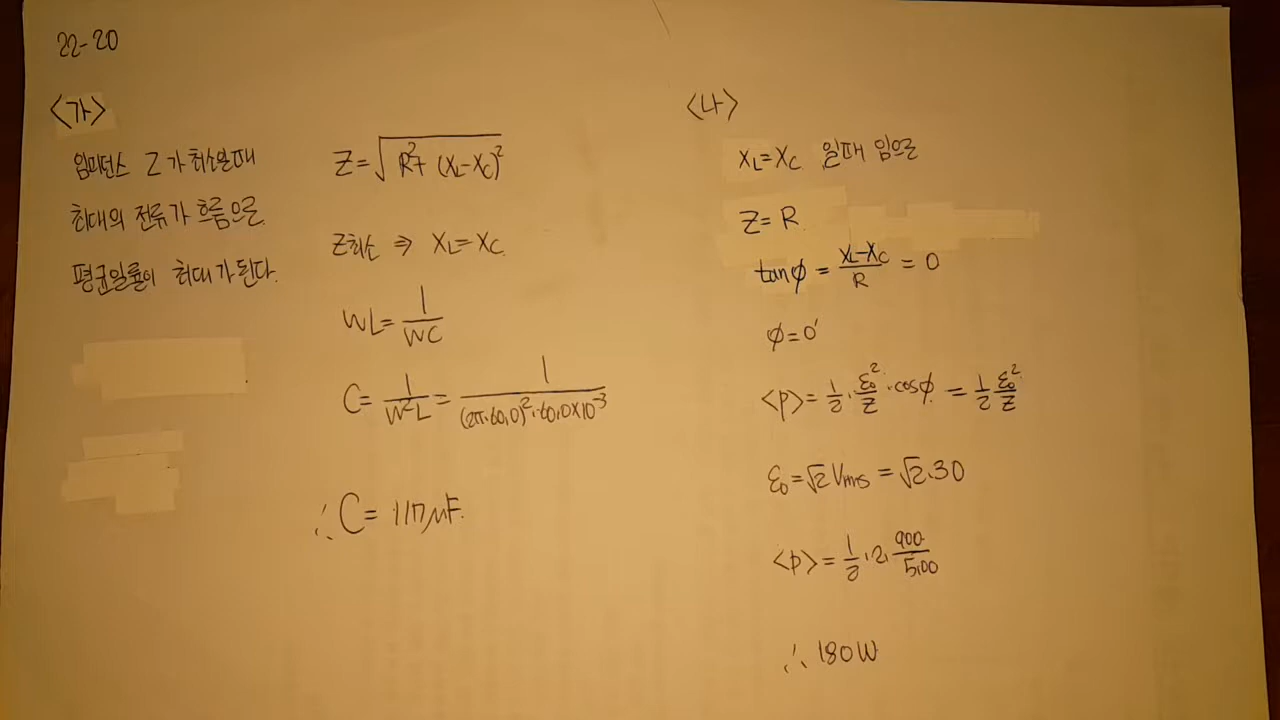 22-20
<가>
임피던스 Z가 최소일때
최대의 전류가 흐름으로
평균일률이 최대가된다.
Z=√R²+(XL-XC)²
Z최소 ⇒ XL=XC
WL=1/WC
C=1/W²L=1/(2π·60.0)²·60.0×10⁻³
∴C=117μF.
<나>
XL=XC 일때 임으로
Z=R
tanφ=XL-XC/R=0
φ=0'
<p>=1/2·ε₀²/Z·cosφ=1/2 ε₀²/Z
ε₀=√2Vrms=√2·30
<p>=1/2·2·900/5.00
∴180W